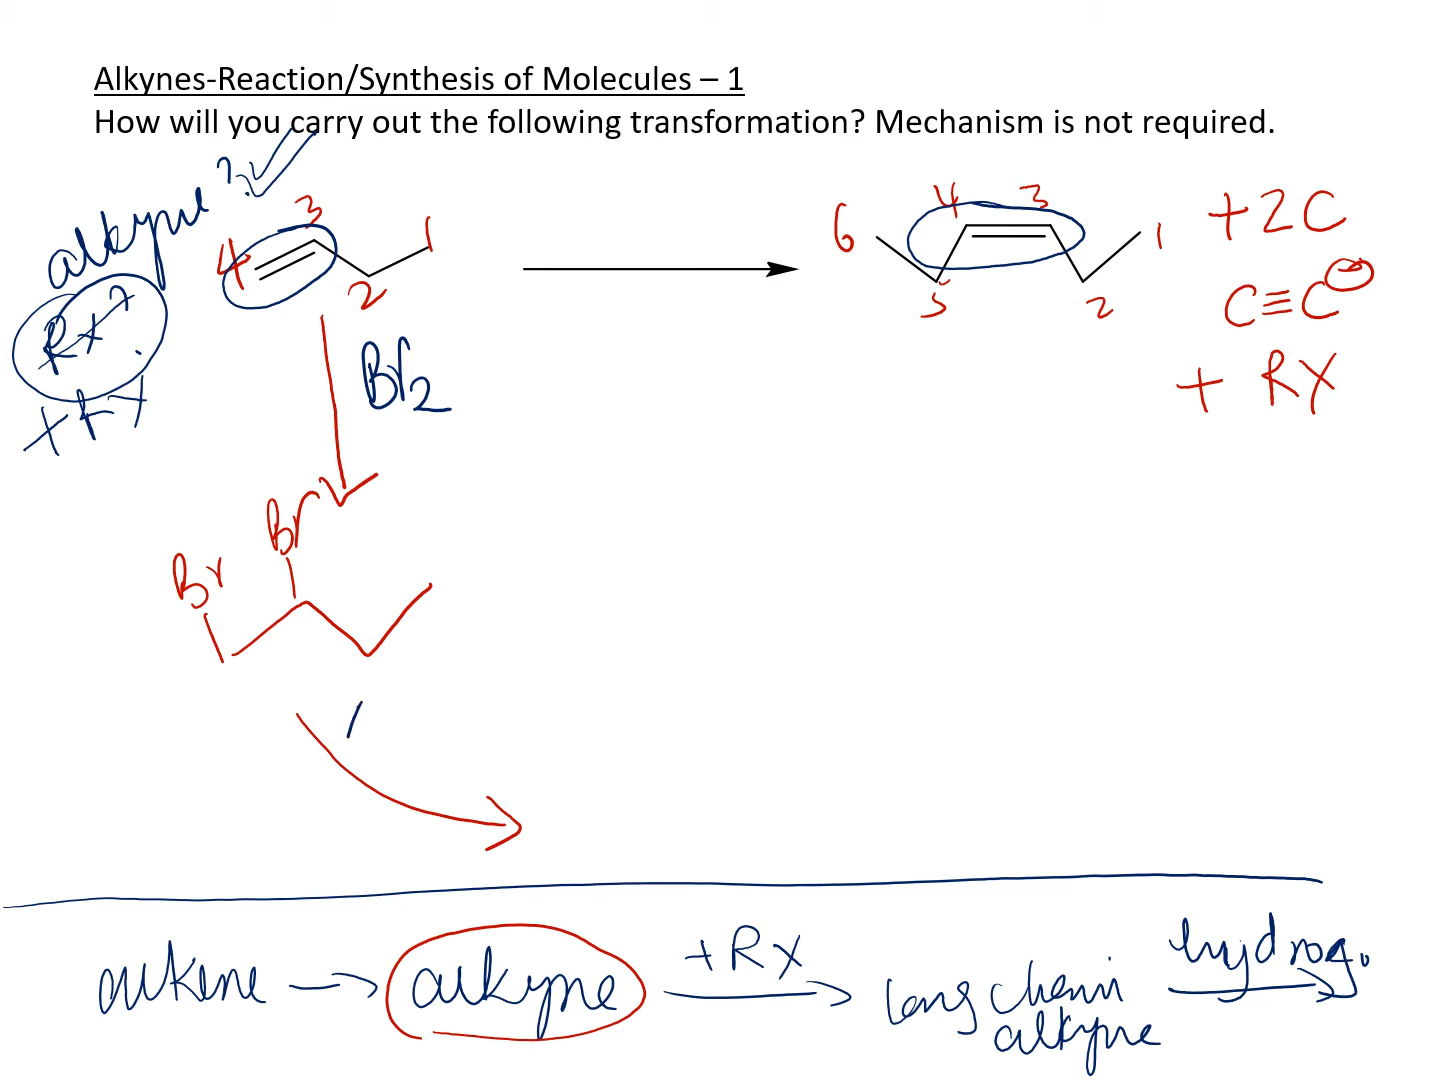 Alkynes-Reaction/Synthesis of Molecules – 1
How will you carry out the following transformation? Mechanism is not required.
alkyne ?
RX ?
+ RX
4 3 2 1
6 5 4 3 2 1
+2C
C≡C⊖
+ RX
Br2
Br Br
alkene → alkyne + RX → long chain alkyne hydrog. →